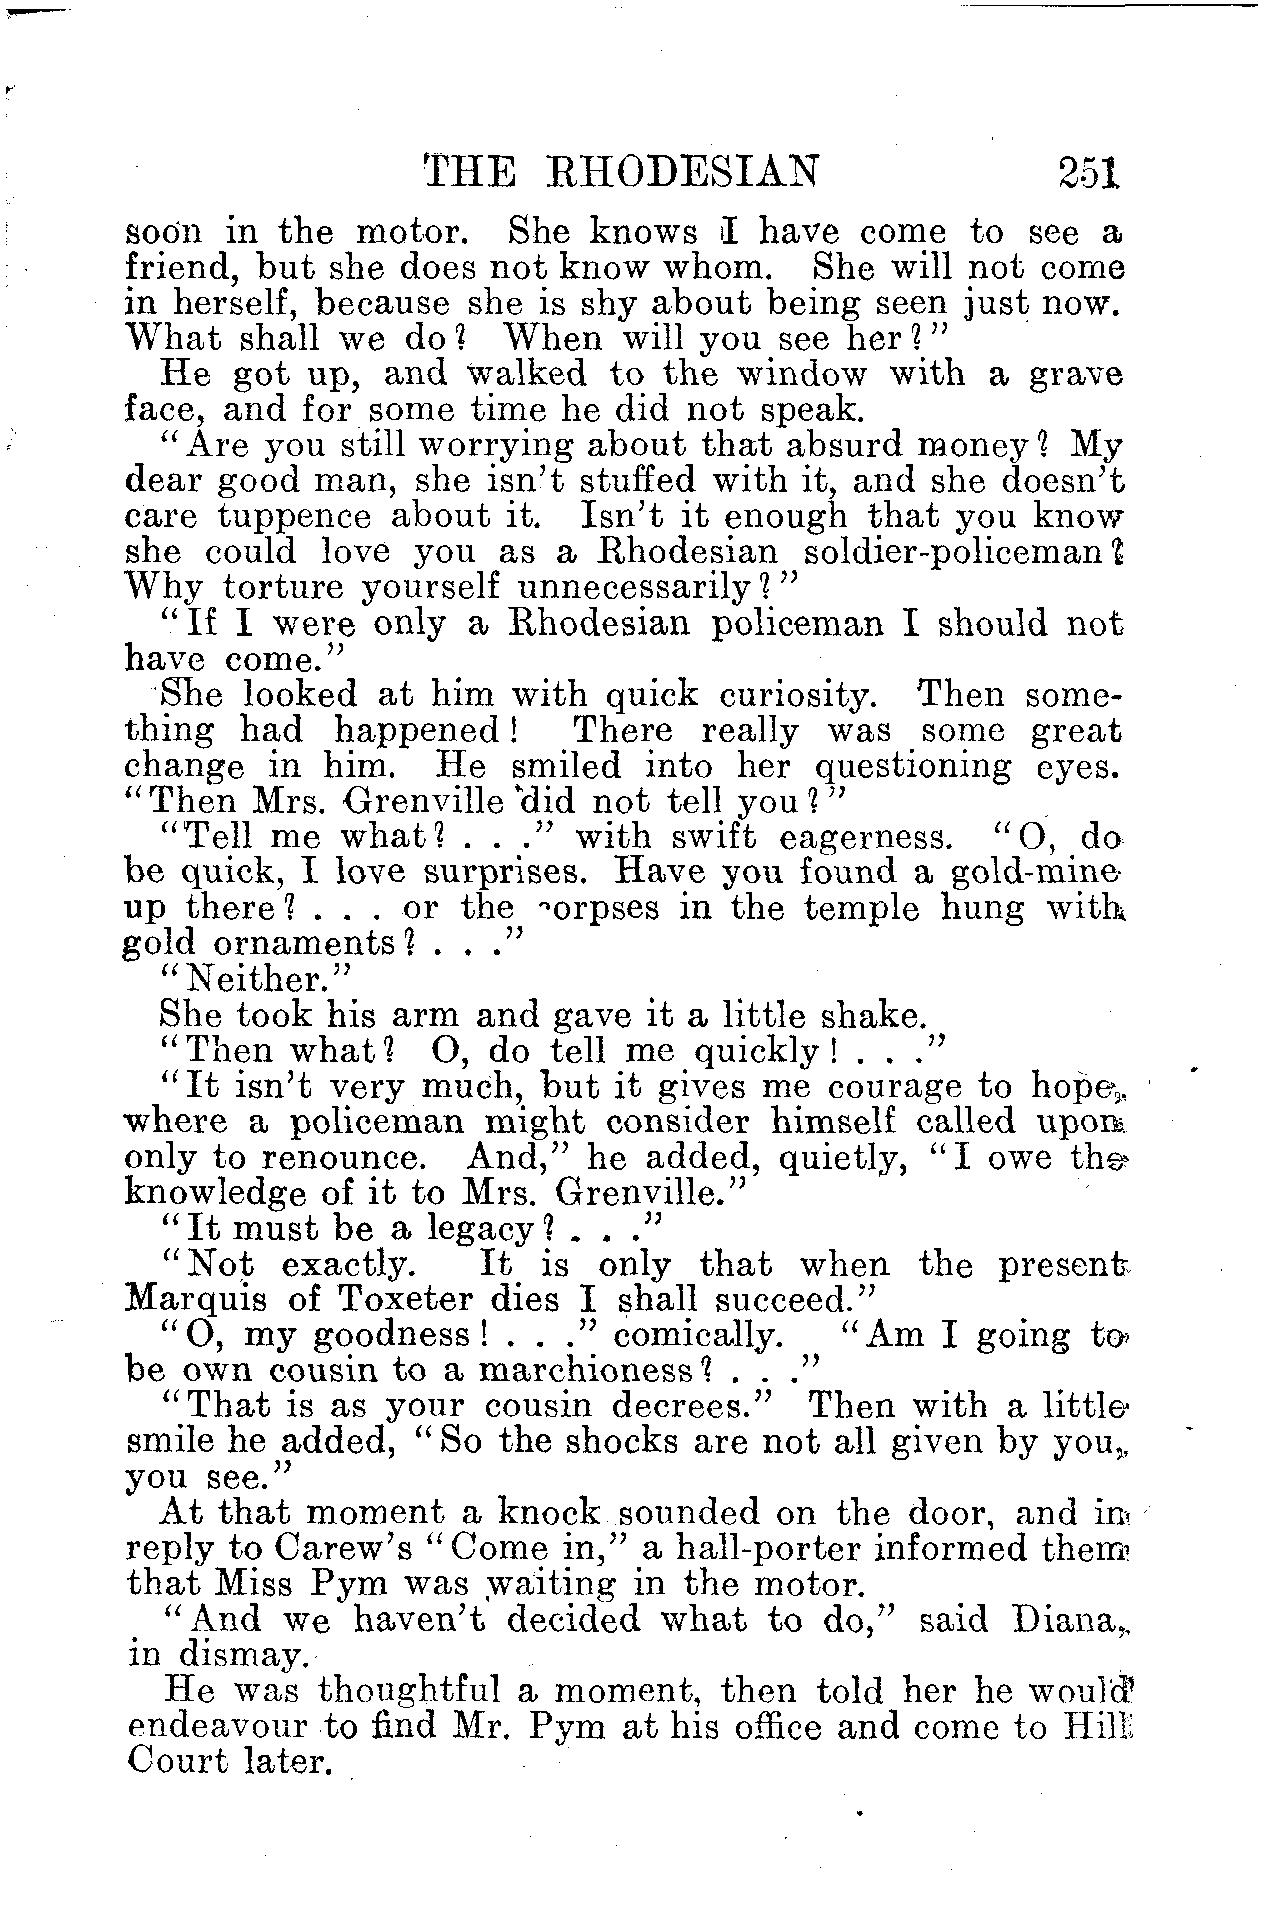 THE RHODESIAN 251
soon in the motor. She knows I have come to see a
friend, but she does not know whom. She will not come
in herself, because she is shy about being seen just now.
What shall we do? When will you see her?"
He got up, and walked to the window with a grave
face, and for some time he did not speak.
"Are you still worrying about that absurd money? My
dear good man, she isn't stuffed with it, and she doesn't
care tuppence about it. Isn't it enough that you know
she could love you as a Rhodesian soldier-policeman?
Why torture yourself unnecessarily?"
"If I were only a Rhodesian policeman I should not
have come."
She looked at him with quick curiosity. Then some-
thing had happened! There really was some great
change in him. He smiled into her questioning eyes.
"Then Mrs. Grenville did not tell you?"
"Tell me what? . . ." with swift eagerness. "O, do
be quick, I love surprises. Have you found a gold-mine
up there? . . . or the corpses in the temple hung with
gold ornaments? . . ."
"Neither."
She took his arm and gave it a little shake.
"Then what? O, do tell me quickly! . . ."
"It isn't very much, but it gives me courage to hope,
where a policeman might consider himself called upon
only to renounce. And," he added, quietly, "I owe the
knowledge of it to Mrs. Grenville."
"It must be a legacy? . . ."
"Not exactly. It is only that when the present
Marquis of Toxeter dies I shall succeed."
"O, my goodness! . . ." comically. "Am I going to
be own cousin to a marchioness? . . ."
"That is as your cousin decrees." Then with a little
smile he added, "So the shocks are not all given by you,
you see."
At that moment a knock sounded on the door, and in
reply to Carew's "Come in," a hall-porter informed them
that Miss Pym was waiting in the motor.
"And we haven't decided what to do," said Diana,
in dismay.
He was thoughtful a moment, then told her he would
endeavour to find Mr. Pym at his office and come to Hill
Court later.